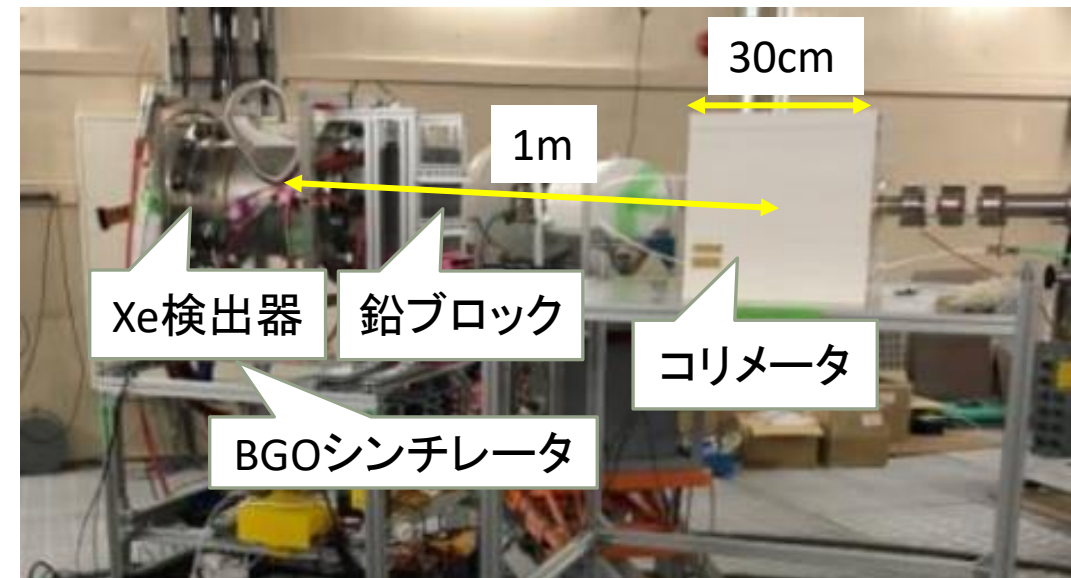 30cm
1m
Xe検出器
鉛ブロック
コリメータ
BGOシンチレータ